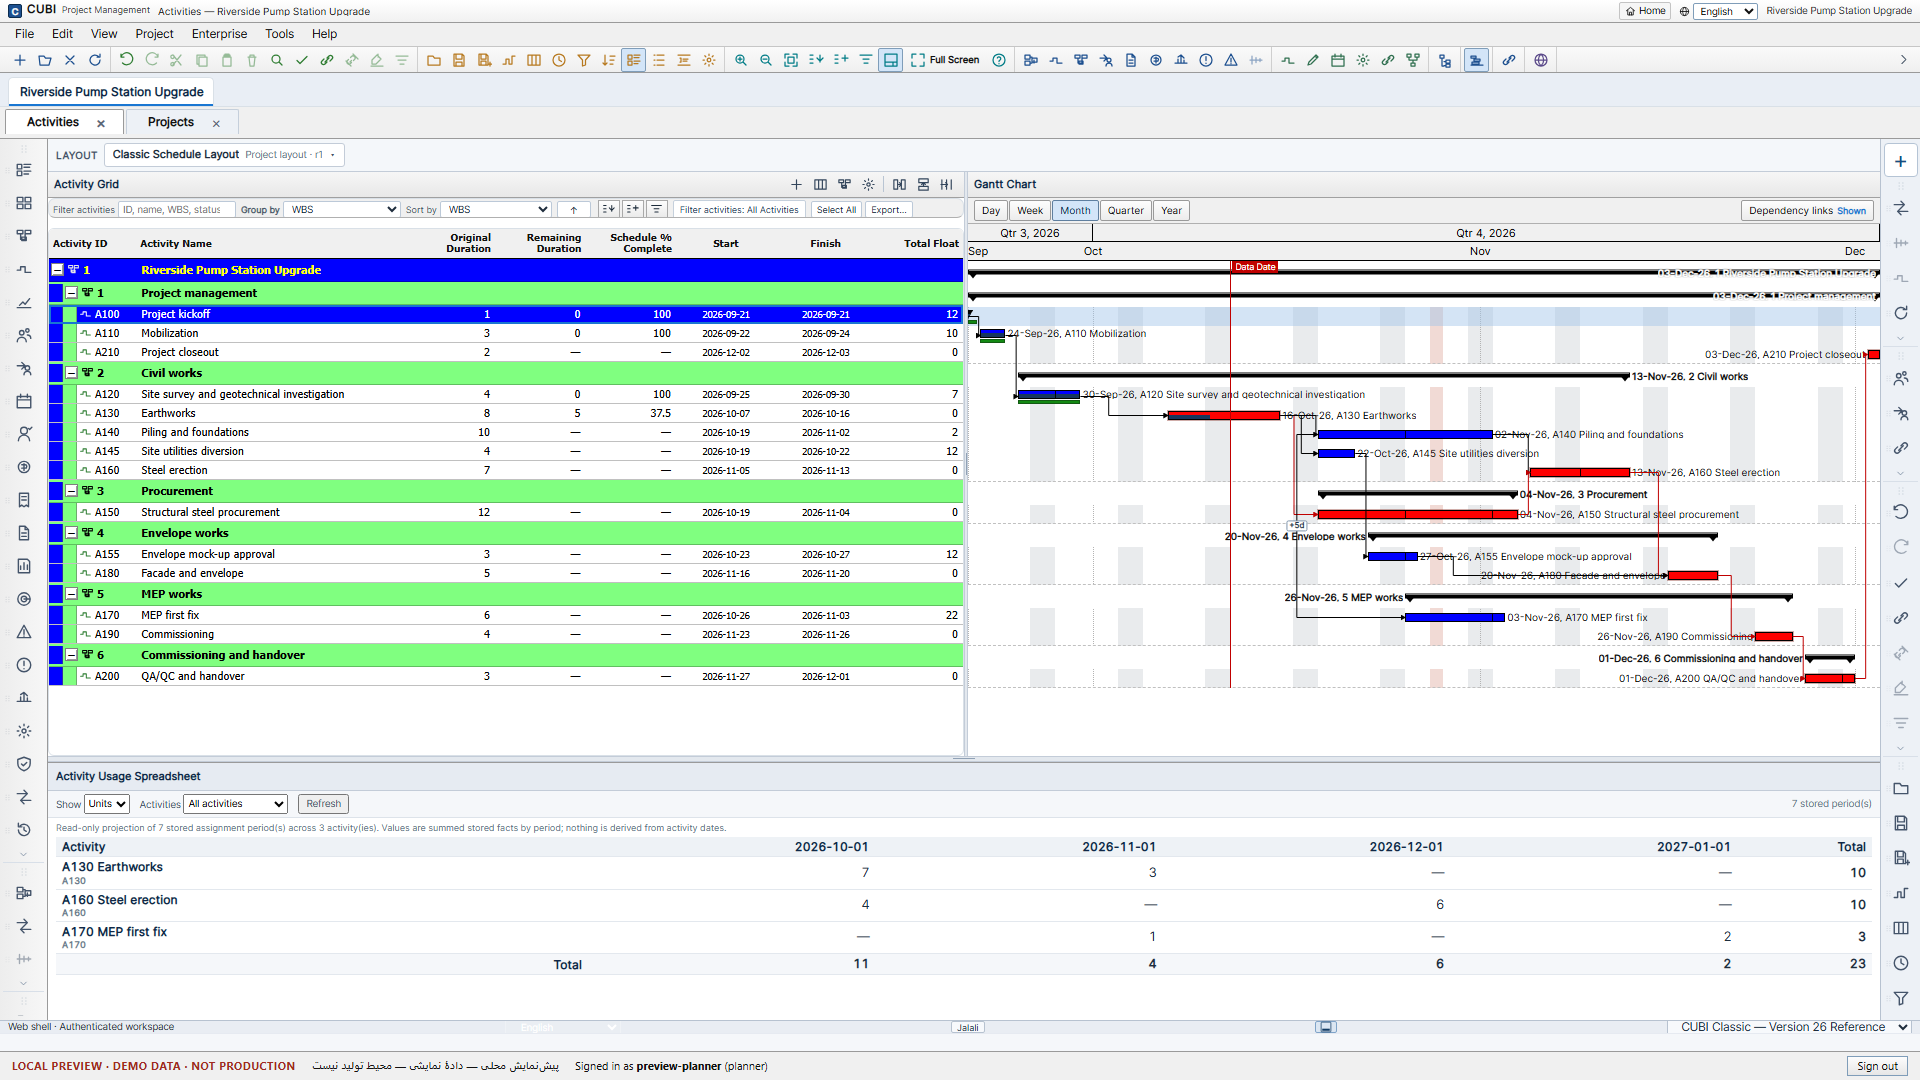 CUBI Project Management Activities — Riverside Pump Station Upgrade
Home English Riverside Pump Station Upgrade
File Edit View Project Enterprise Tools Help
Full Screen
Riverside Pump Station Upgrade
Activities Projects
LAYOUT Classic Schedule Layout Project layout · r1
Activity Grid
Filter activities ID, name, WBS, status Group by WBS Sort by WBS Filter activities: All Activities Select All Export...
Activity ID Activity Name Original Duration Remaining Duration Schedule % Complete Start Finish Total Float
1 Riverside Pump Station Upgrade
1 Project management
A100 Project kickoff 1 0 100 2026-09-21 2026-09-21 12
A110 Mobilization 3 0 100 2026-09-22 2026-09-24 10
A210 Project closeout 2 — — 2026-12-02 2026-12-03 0
2 Civil works
A120 Site survey and geotechnical investigation 4 0 100 2026-09-25 2026-09-30 7
A130 Earthworks 8 5 37.5 2026-10-07 2026-10-16 0
A140 Piling and foundations 10 — — 2026-10-19 2026-11-02 2
A145 Site utilities diversion 4 — — 2026-10-19 2026-10-22 12
A160 Steel erection 7 — — 2026-11-05 2026-11-13 0
3 Procurement
A150 Structural steel procurement 12 — — 2026-10-19 2026-11-04 0
4 Envelope works
A155 Envelope mock-up approval 3 — — 2026-10-23 2026-10-27 12
A180 Facade and envelope 5 — — 2026-11-16 2026-11-20 0
5 MEP works
A170 MEP first fix 6 — — 2026-10-26 2026-11-03 22
A190 Commissioning 4 — — 2026-11-23 2026-11-26 0
6 Commissioning and handover
A200 QA/QC and handover 3 — — 2026-11-27 2026-12-01 0
Gantt Chart
Day Week Month Quarter Year Dependency links Shown
Qtr 3, 2026 Qtr 4, 2026
Sep Oct Nov Dec
Data Date
03-Dec-26, 1 Riverside Pump Station Upgrade
03-Dec-26, 1 Project management
24-Sep-26, A110 Mobilization
03-Dec-26, A210 Project closeout
13-Nov-26, 2 Civil works
30-Sep-26, A120 Site survey and geotechnical investigation
16-Oct-26, A130 Earthworks
02-Nov-26, A140 Piling and foundations
22-Oct-26, A145 Site utilities diversion
13-Nov-26, A160 Steel erection
04-Nov-26, 3 Procurement
04-Nov-26, A150 Structural steel procurement
+5d
20-Nov-26, 4 Envelope works
27-Oct-26, A155 Envelope mock-up approval
20-Nov-26, A180 Facade and envelope
26-Nov-26, 5 MEP works
03-Nov-26, A170 MEP first fix
26-Nov-26, A190 Commissioning
01-Dec-26, 6 Commissioning and handover
01-Dec-26, A200 QA/QC and handover
Activity Usage Spreadsheet
Show Units Activities All activities Refresh 7 stored period(s)
Read-only projection of 7 stored assignment period(s) across 3 activity(ies). Values are summed stored facts by period; nothing is derived from activity dates.
Activity 2026-10-01 2026-11-01 2026-12-01 2027-01-01 Total
A130 Earthworks 7 3 — — 10
A130
A160 Steel erection 4 — 6 — 10
A160
A170 MEP first fix — 1 — 2 3
A170
Total 11 4 6 2 23
Web shell · Authenticated workspace English Jalali CUBI Classic — Version 26 Reference
LOCAL PREVIEW · DEMO DATA · NOT PRODUCTION پیش‌نمایش محلی — دادهٔ نمایشی — محیط تولید نیست Signed in as preview-planner (planner) Sign out